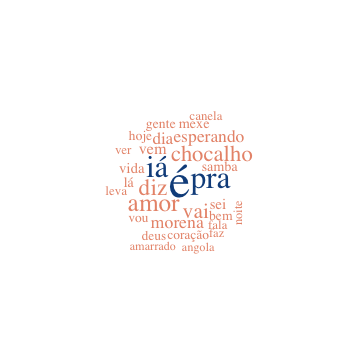 canela
gente mexe
hoje dia esperando
ver vem chocalho
vida iá samba
lá diz é pra
leva
amor vai sei
vou morena bem noite
fala
deus coração faz
amarrado angola